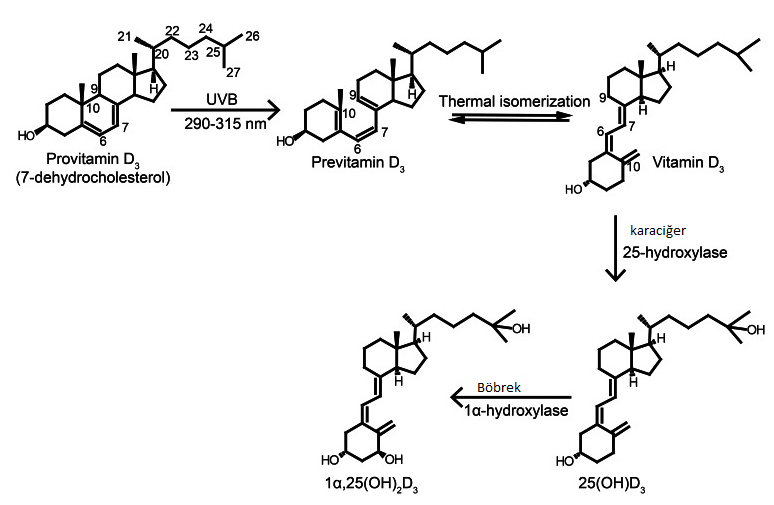 21 22 24 26
20 23 25
27
9
10
HO
6 7
H
Provitamin D3
(7-dehydrocholesterol)
UVB
290-315 nm
9
10
H
HO
6 7
Previtamin D3
Thermal isomerization
H
9
H
6 7
10
HO
Vitamin D3
karaciğer
25-hydroxylase
OH
H
H
HO
25(OH)D3
Böbrek
1α-hydroxylase
OH
H
H
HO OH
1α,25(OH)2D3